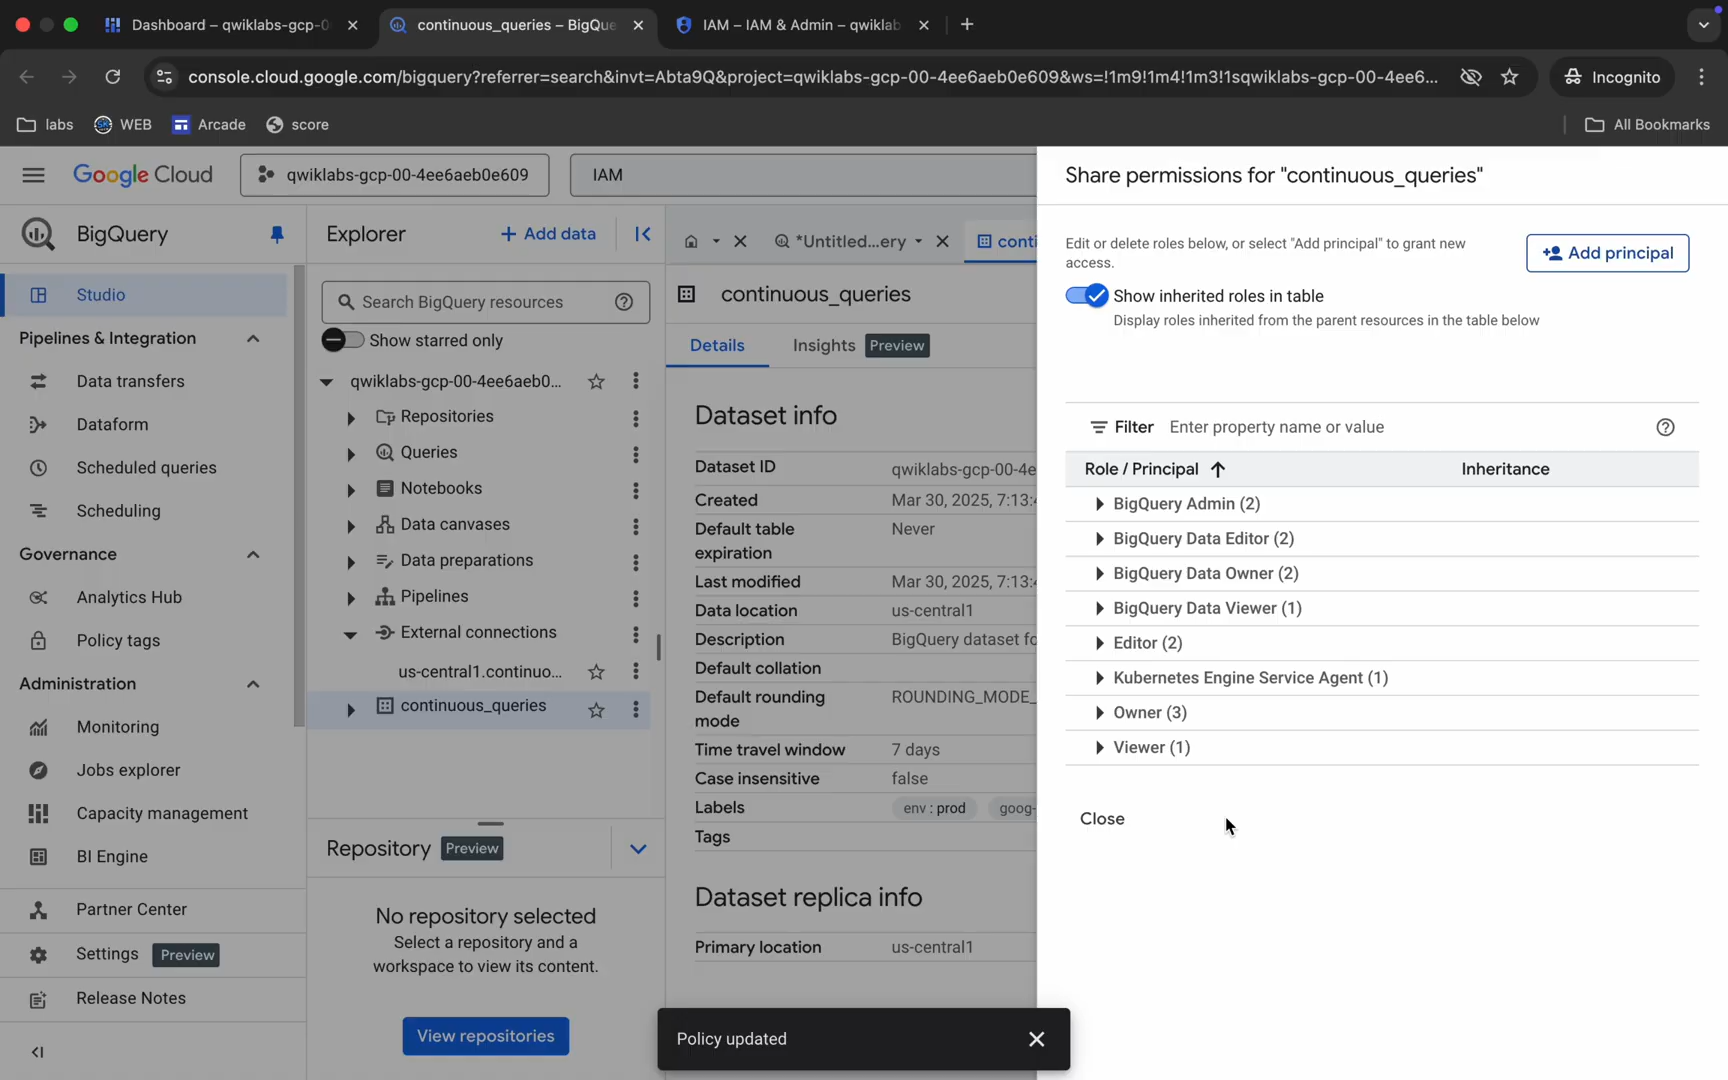 Dashboard – qwiklabs-gcp-0
continuous_queries – BigQue
IAM – IAM & Admin – qwiklab
console.cloud.google.com/bigquery?referrer=search&invt=Abta9Q&project=qwiklabs-gcp-00-4ee6aeb0e609&ws=!1m9!1m4!1m3!1sqwiklabs-gcp-00-4ee6...
Incognito
labs
WEB
Arcade
score
All Bookmarks
Google Cloud
qwiklabs-gcp-00-4ee6aeb0e609
IAM
BigQuery
Studio
Pipelines & Integration
Data transfers
Dataform
Scheduled queries
Scheduling
Governance
Analytics Hub
Policy tags
Administration
Monitoring
Jobs explorer
Capacity management
BI Engine
Partner Center
Settings Preview
Release Notes
Explorer
+ Add data
Search BigQuery resources
Show starred only
qwiklabs-gcp-00-4ee6aeb0...
Repositories
Queries
Notebooks
Data canvases
Data preparations
Pipelines
External connections
us-central1.continuo...
continuous_queries
Repository Preview
No repository selected
Select a repository and a
workspace to view its content.
View repositories
*Untitled...ery
conti
continuous_queries
Details
Insights Preview
Dataset info
Dataset ID qwiklabs-gcp-00-4e
Created Mar 30, 2025, 7:13:
Default table Never
expiration
Last modified Mar 30, 2025, 7:13:
Data location us-central1
Description BigQuery dataset fo
Default collation
Default rounding ROUNDING_MODE_
mode
Time travel window 7 days
Case insensitive false
Labels env : prod goog-
Tags
Dataset replica info
Primary location us-central1
Policy updated
Share permissions for "continuous_queries"
Edit or delete roles below, or select "Add principal" to grant new
access.
Add principal
Show inherited roles in table
Display roles inherited from the parent resources in the table below
Filter Enter property name or value
Role / Principal Inheritance
BigQuery Admin (2)
BigQuery Data Editor (2)
BigQuery Data Owner (2)
BigQuery Data Viewer (1)
Editor (2)
Kubernetes Engine Service Agent (1)
Owner (3)
Viewer (1)
Close